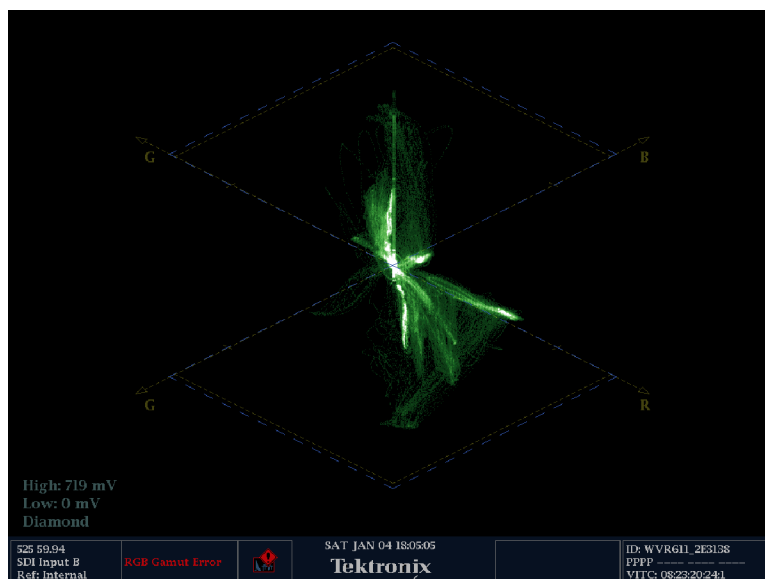 G
B
G
R
High: 719 mV
Low: 0 mV
Diamond
525 59.94
SDI Input B
Ref: Internal
RGB Gamut Error
SAT JAN 04 18:05:05
Tektronix
ID: WVR611_2E3138
PPPP ---- ---- ---- ----
VITC: 08:23:20:24:1